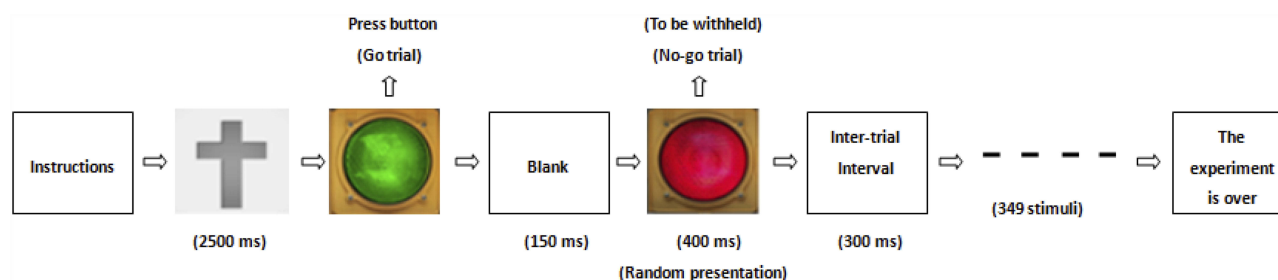 Press button
(Go trial)
(To be withheld)
(No-go trial)
Instructions
Blank
Inter-trial
Interval
The
experiment
is over
(349 stimuli)
(2500 ms)
(150 ms)
(400 ms)
(300 ms)
(Random presentation)